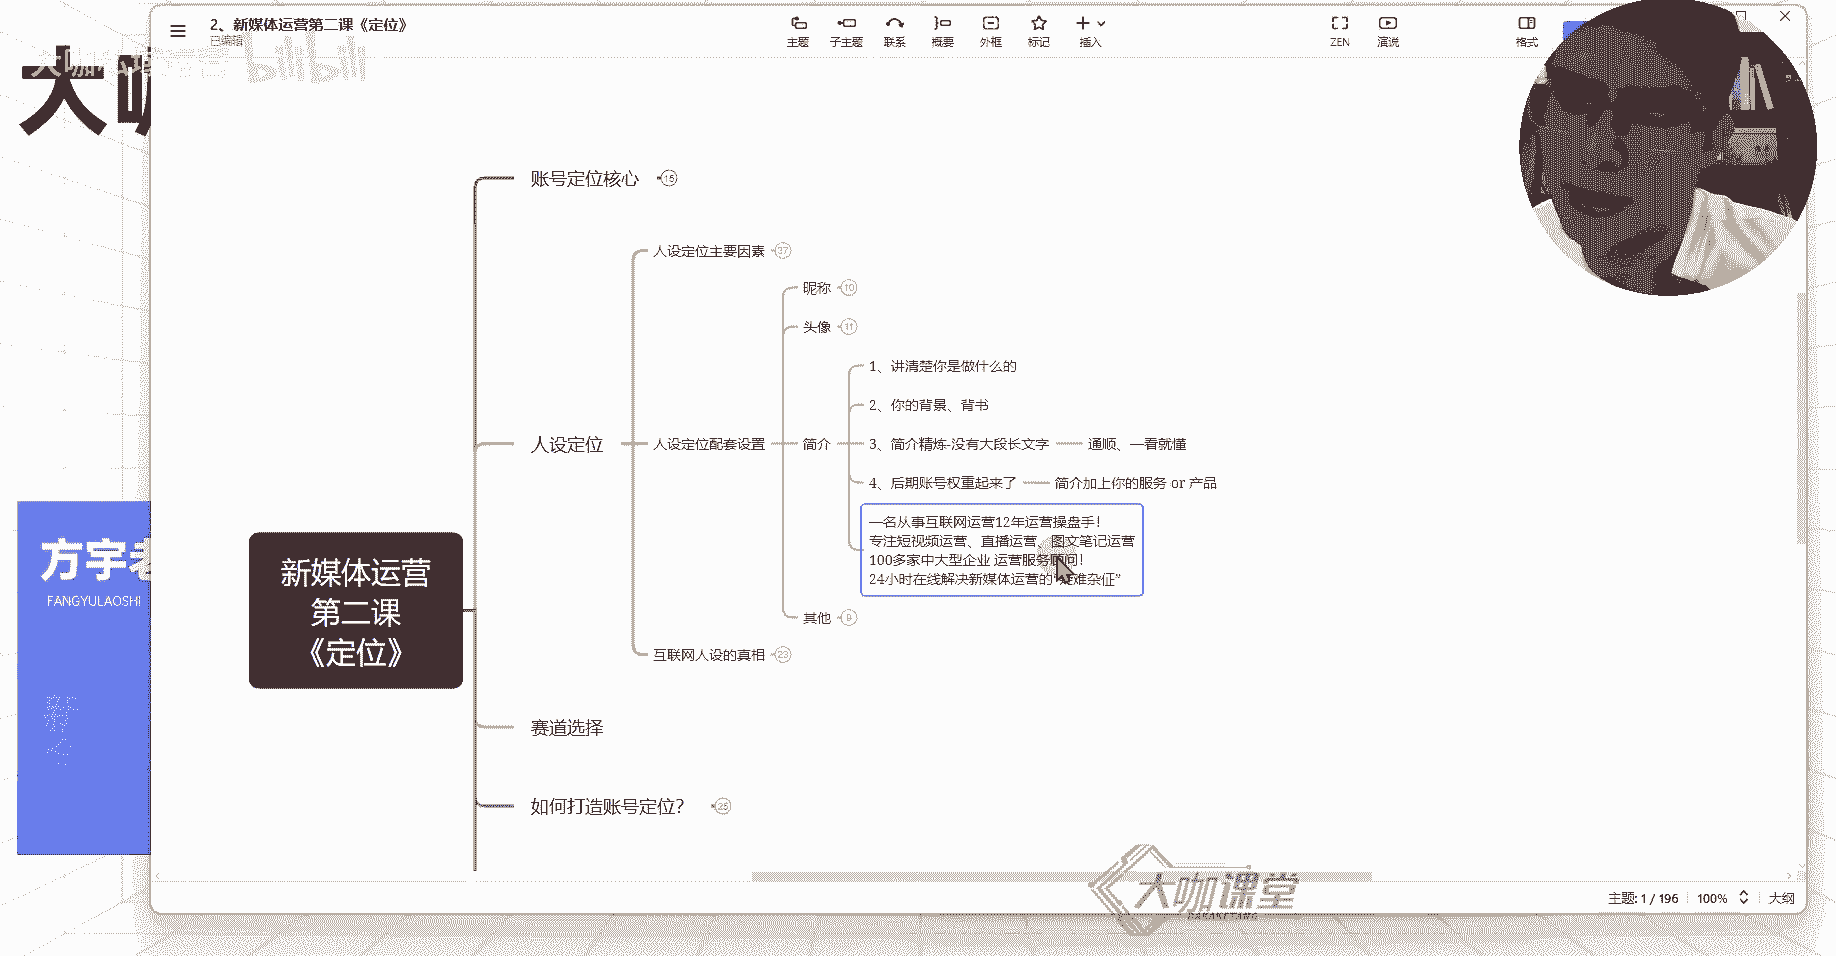 2、新媒体运营第二课《定位》
已编辑
主题
子主题
联系
概要
外框
标记
插入
ZEN
演说
格式
bilibili
大咖
账号定位核心
16
人设定位主要因素
37
昵称
10
头像
11
1、讲清楚你是做什么的
2、你的背景、背书
人设定位
人设定位配套设置
简介
3、简介精炼-没有大段长文字
通顺、一看就懂
4、后期账号权重起来了
简介加上你的服务 or 产品
一名从事互联网运营12年运营操盘手!
专注短视频运营、直播运营、图文笔记运营
100多家中大型企业 运营服务顾问!
24小时在线解决新媒体运营的“疑难杂征”
其他
9
互联网人设的真相
23
新媒体运营
第二课
《定位》
赛道选择
如何打造账号定位?
25
方宇老
FANGYULAOSHI
大咖课堂
DAKAKETANG
主题: 1 / 196
100%
大纲